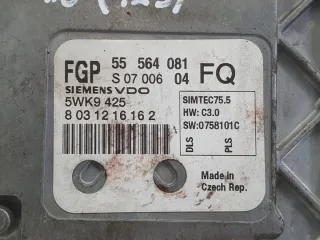 FGP 55 564 081 FQ
S 07 006 04
SIEMENS VDO
5WK9 425
8 03 12 16 16 2
SIMTEC75.5
HW: C3.0
SW:0758101C
DLS PLS
Made in
Czech Rep.